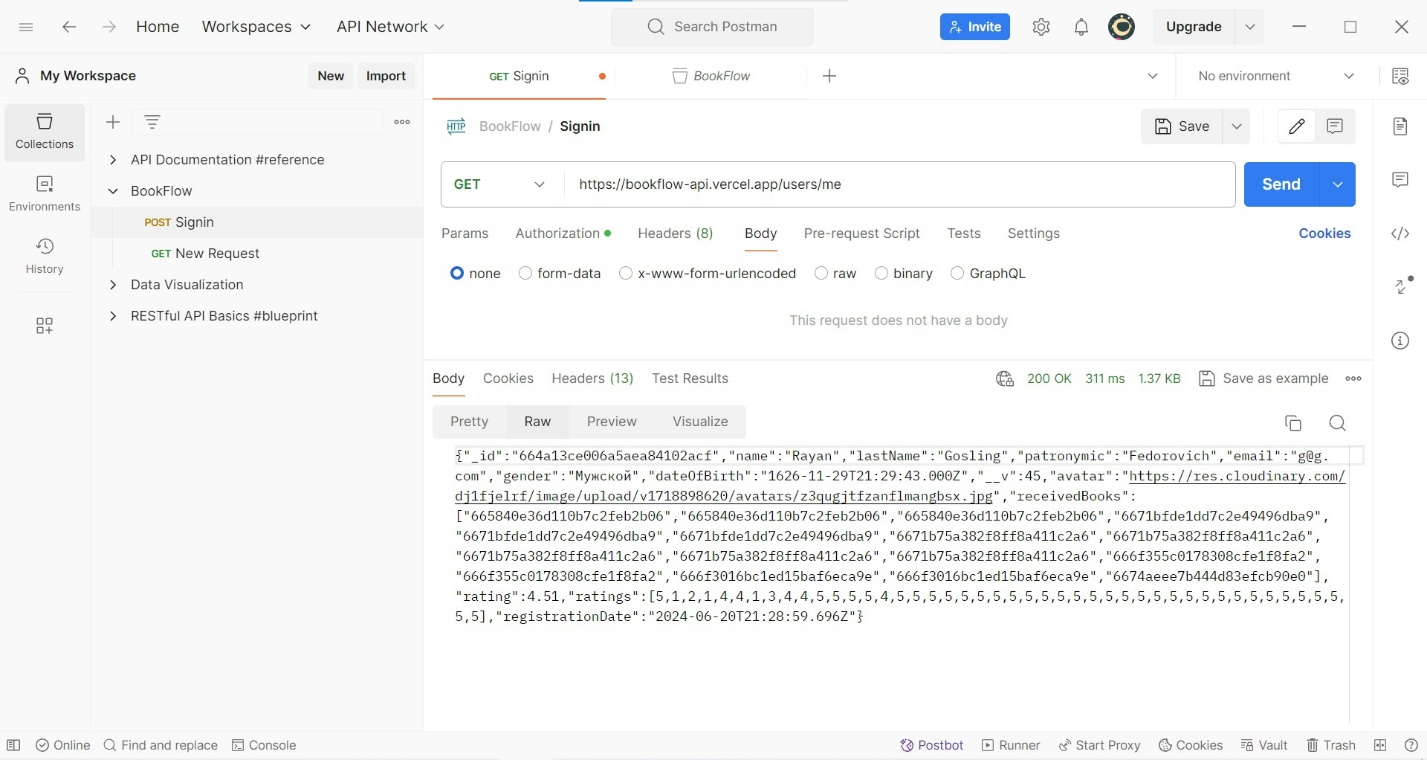 Home Workspaces API Network Search Postman Invite Upgrade
My Workspace New Import GET Signin BookFlow No environment
Collections
Environments
History
API Documentation #reference
BookFlow
POST Signin
GET New Request
Data Visualization
RESTful API Basics #blueprint
HTTP BookFlow / Signin Save
GET https://bookflow-api.vercel.app/users/me Send
Params Authorization Headers (8) Body Pre-request Script Tests Settings Cookies
none form-data x-www-form-urlencoded raw binary GraphQL
This request does not have a body
Body Cookies Headers (13) Test Results 200 OK 311 ms 1.37 KB Save as example
Pretty Raw Preview Visualize
{"_id":"664a13ce006a5aea84102acf","name":"Rayan","lastName":"Gosling","patronymic":"Fedorovich","email":"g@g.
com","gender":"Мужской","dateOfBirth":"1626-11-29T21:29:43.000Z","__v":45,"avatar":"https://res.cloudinary.com/
dj1fjelrf/image/upload/v1718898620/avatars/z3qugjtfzanflmangbsx.jpg","receivedBooks":
["665840e36d110b7c2feb2b06","665840e36d110b7c2feb2b06","665840e36d110b7c2feb2b06","6671bfde1dd7c2e49496dba9",
"6671bfde1dd7c2e49496dba9","6671bfde1dd7c2e49496dba9","6671b75a382f8ff8a411c2a6","6671b75a382f8ff8a411c2a6",
"6671b75a382f8ff8a411c2a6","6671b75a382f8ff8a411c2a6","6671b75a382f8ff8a411c2a6","666f355c0178308cfe1f8fa2",
"666f355c0178308cfe1f8fa2","666f3016bc1ed15baf6eca9e","666f3016bc1ed15baf6eca9e","6674aeee7b444d83efcb90e0"],
"rating":4.51,"ratings":[5,1,2,1,4,4,1,3,4,4,5,5,5,5,4,5,5,5,5,5,5,5,5,5,5,5,5,5,5,5,5,5,5,5,5,5,5,5,5,5,5,5,5,
5,5],"registrationDate":"2024-06-20T21:28:59.696Z"}
Online Find and replace Console Postbot Runner Start Proxy Cookies Vault Trash